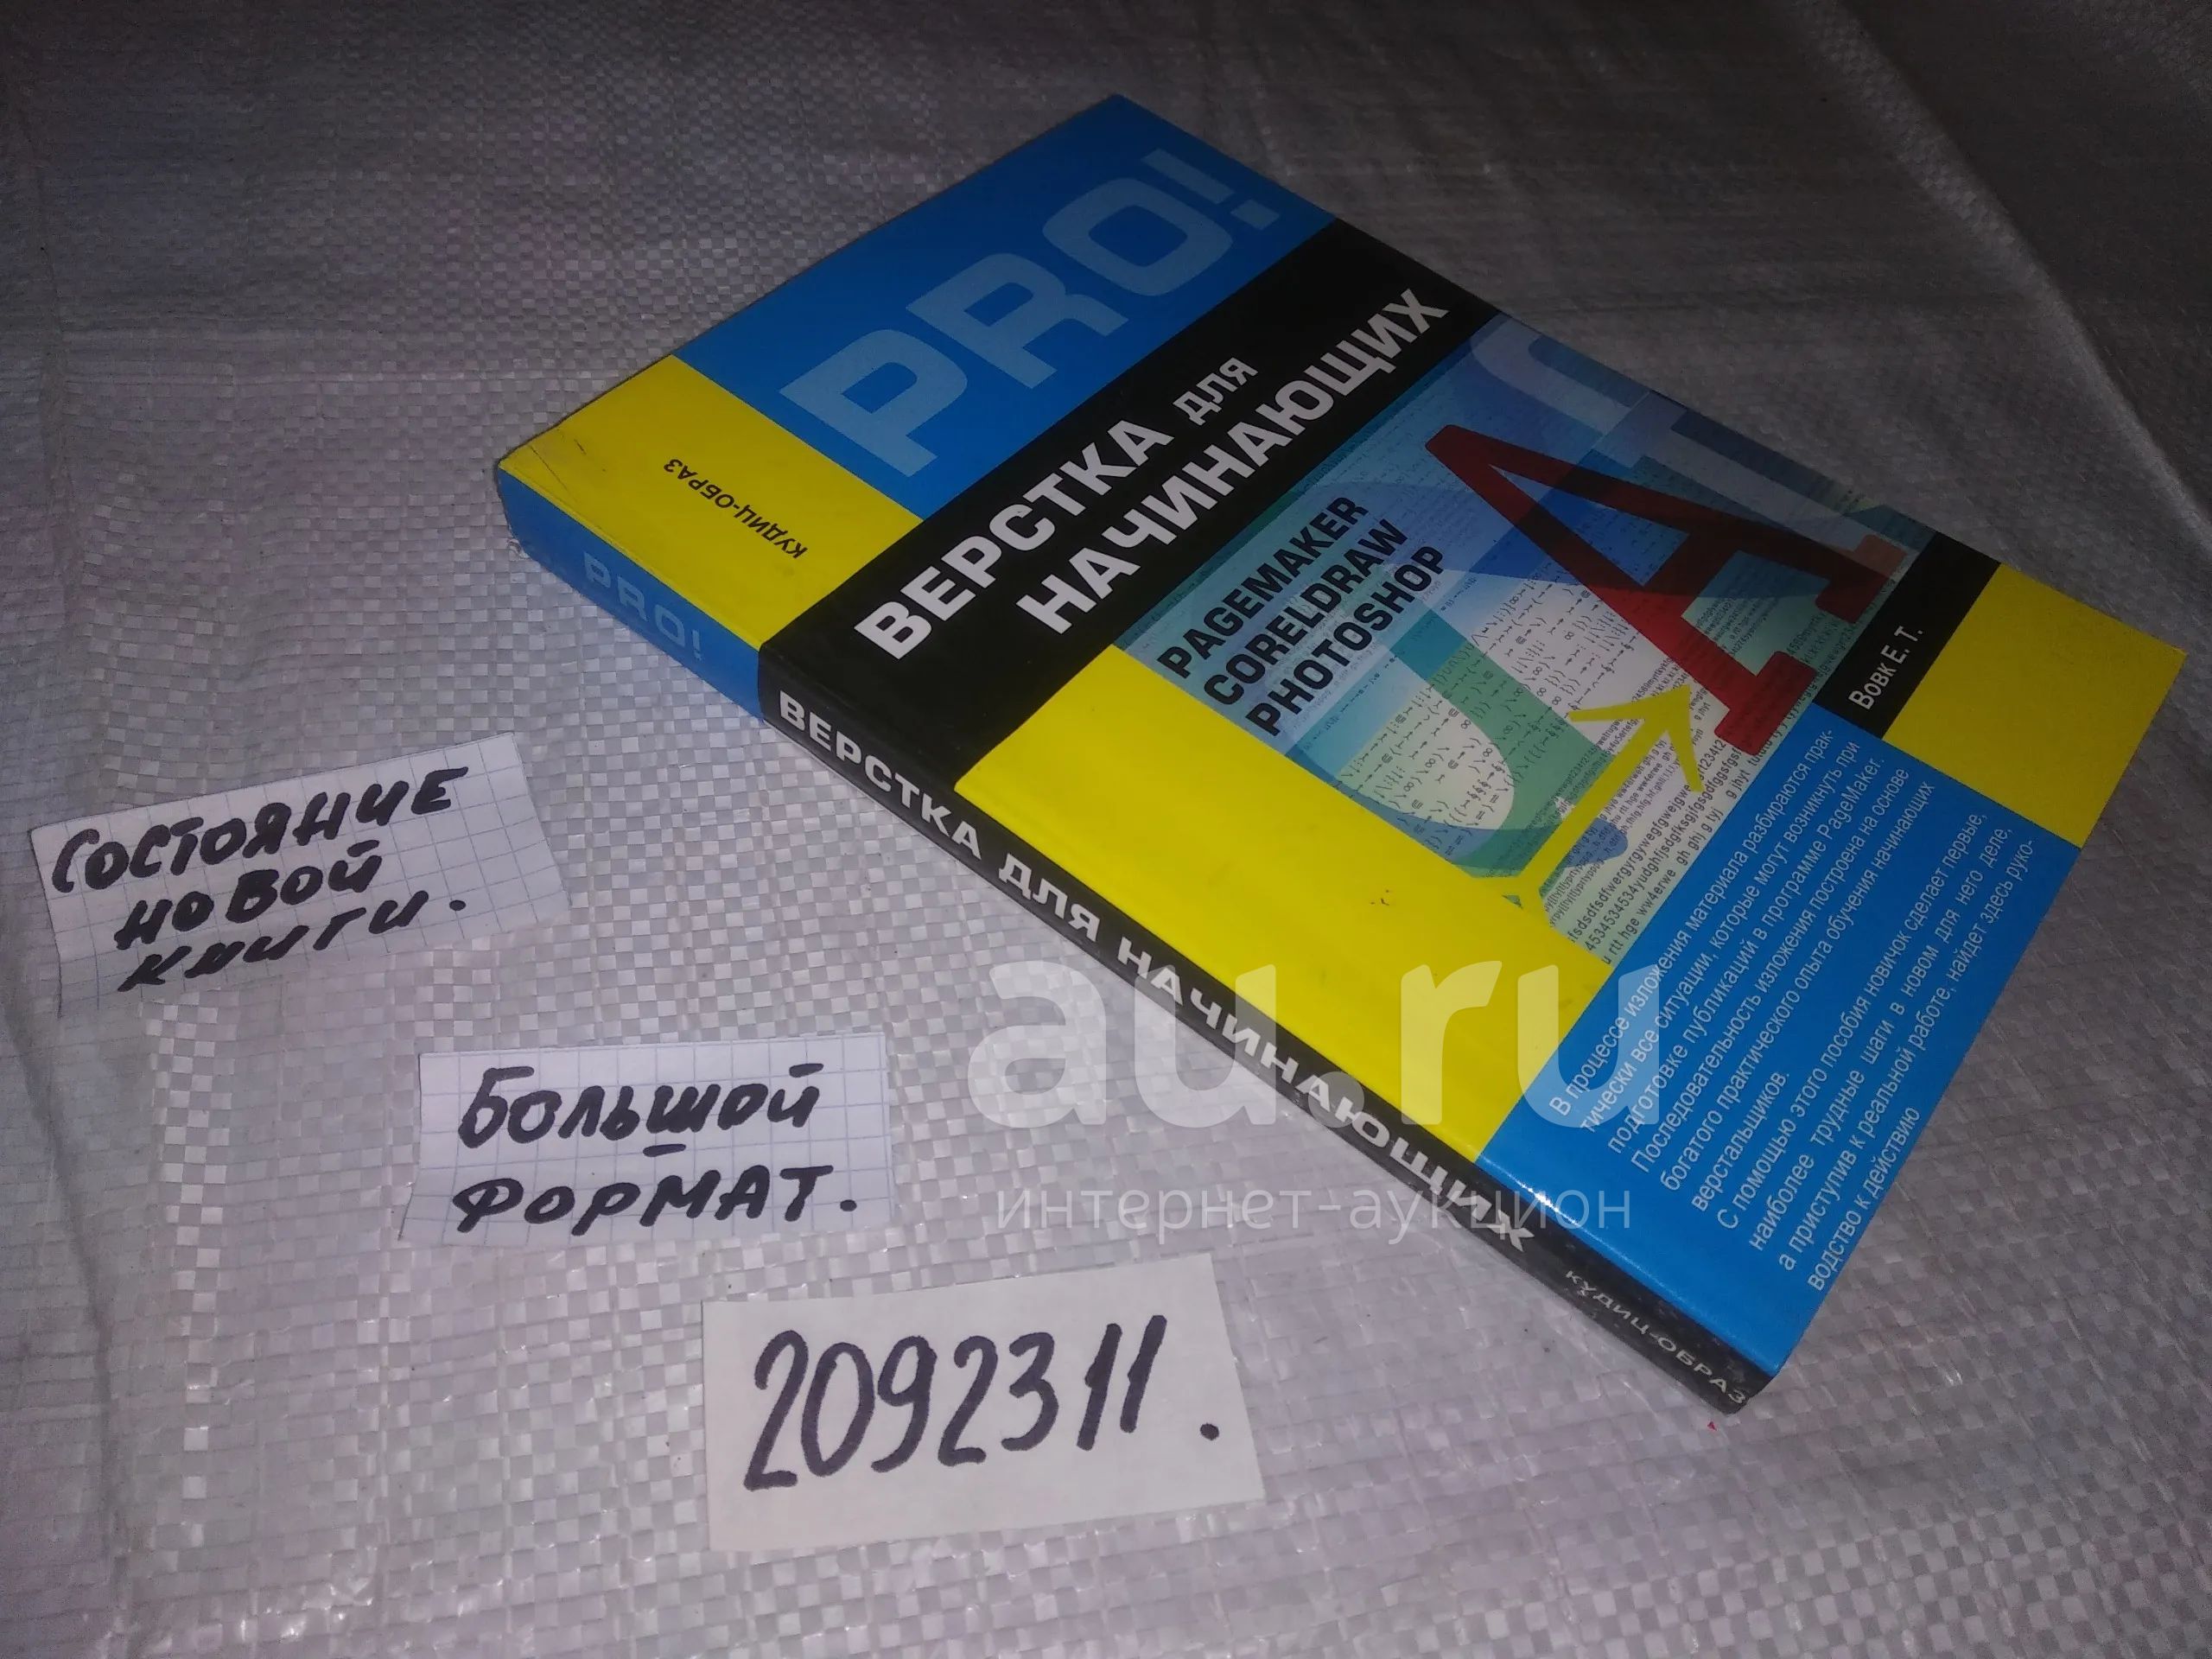 PRO!
КУДИЦ-ОБРАЗ
ВЕРСТКА для
НАЧИНАЮЩИХ
PAGEMAKER
CORELDRAW
PHOTOSHOP
Вовк Е. Т.
В процессе изложения материала разбираются прак-
тически все ситуации, которые могут возникнуть при
подготовке публикаций в программе PageMaker.
Последовательность изложения построена на основе
богатого практического опыта обучения начинающих
верстальщиков.
С помощью этого пособия новичок сделает первые,
наиболее трудные шаги в новом для него деле,
а приступив к реальной работе, найдет здесь руко-
водство к действию
PRO!
ВЕРСТКА ДЛЯ НАЧИНАЮЩИХ
КУДИЦ-ОБРАЗ
СОСТОЯНИЕ
НОВОЙ
КНИГИ.
БОЛЬШОЙ
ФОРМАТ.
2092311.
au.ru
интернет-аукцион